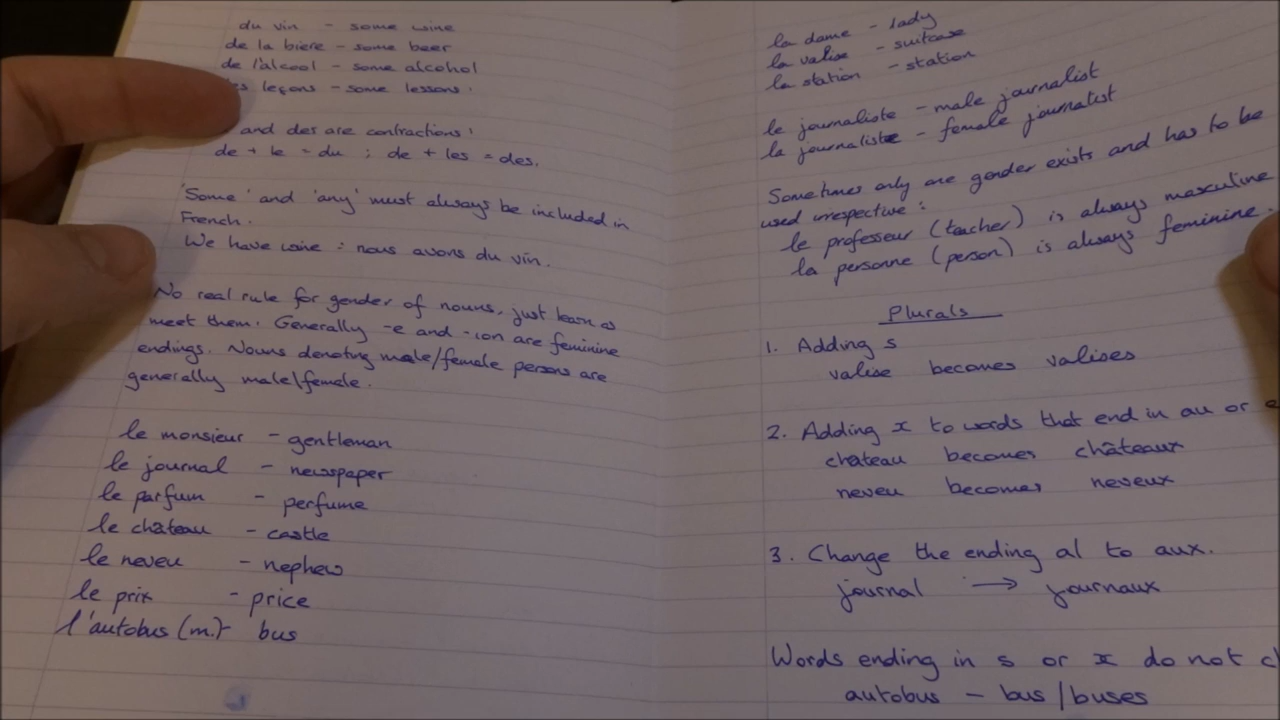 du vin - some wine
de la bière - some beer
de l'alcool - some alcohol
leçons - some lessons.
and des are contractions:
de + le = du ; de + les = des.
'Some' and 'any' must always be included in
French.
We have wine : nous avons du vin.
No real rule for gender of nouns, just learn as
meet them. Generally -e and -ion are feminine
endings. Nouns denoting male/female persons are
generally male/female.
le monsieur - gentleman
le journal - newspaper
le parfum - perfume
le château - castle
le neveu - nephew
le prix - price
l'autobus (m.) - bus
la dame - lady
la valise - suitcase
la station - station
le journaliste - male journalist
la journaliste - female journalist
Sometimes only one gender exists and has to be
used irrespective :
le professeur (teacher) is always masculine
la personne (person) is always feminine.
Plurals
1. Adding s
valise becomes valises
2. Adding x to words that end in au or
château becomes châteaux
neveu becomes neveux
3. Change the ending al to aux.
journal → journaux
Words ending in s or x do not
autobus - bus/buses